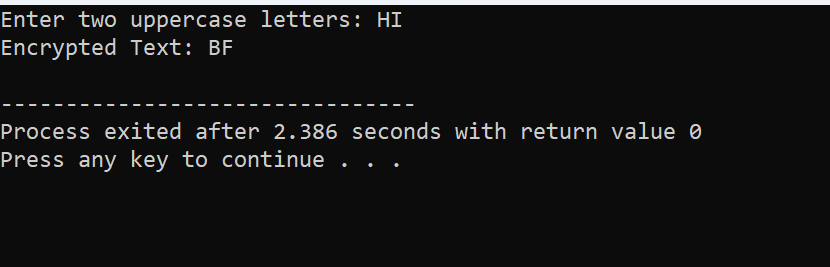 Enter two uppercase letters: HI
Encrypted Text: BF
--------------------------------
Process exited after 2.386 seconds with return value 0
Press any key to continue . . .